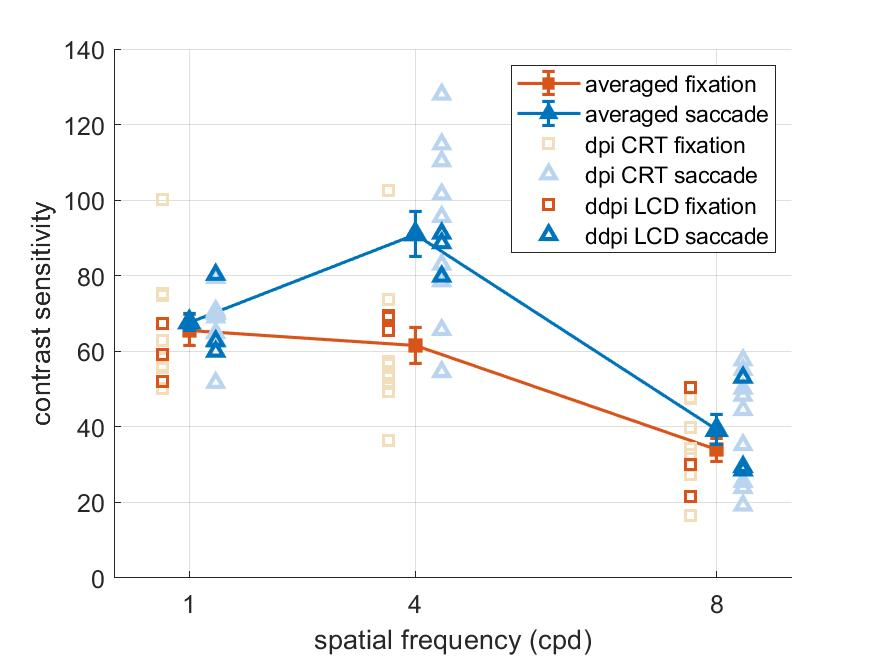 140
120
100
80
60
40
20
0
contrast sensitivity
1
4
8
spatial frequency (cpd)
averaged fixation
averaged saccade
dpi CRT fixation
dpi CRT saccade
ddpi LCD fixation
ddpi LCD saccade